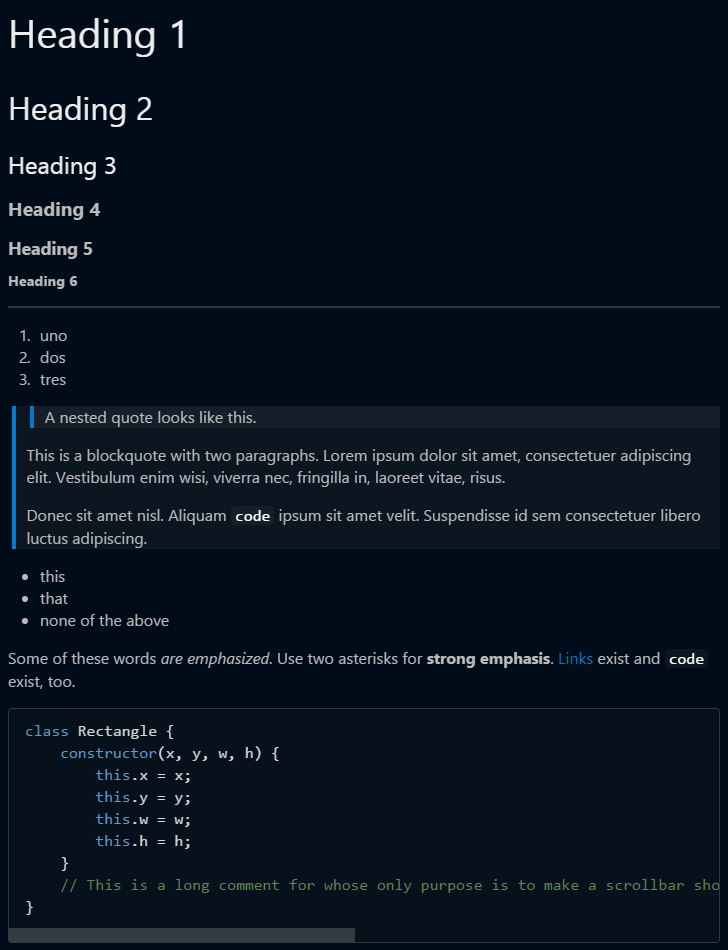 Heading 1
Heading 2
Heading 3
Heading 4
Heading 5
Heading 6
1. uno
2. dos
3. tres
A nested quote looks like this.
This is a blockquote with two paragraphs. Lorem ipsum dolor sit amet, consectetuer adipiscing
elit. Vestibulum enim wisi, viverra nec, fringilla in, laoreet vitae, risus.
Donec sit amet nisl. Aliquam code ipsum sit amet velit. Suspendisse id sem consectetuer libero
luctus adipiscing.
• this
• that
• none of the above
Some of these words are emphasized. Use two asterisks for strong emphasis. Links exist and code
exist, too.
class Rectangle {
    constructor(x, y, w, h) {
        this.x = x;
        this.y = y;
        this.w = w;
        this.h = h;
    }
    // This is a long comment for whose only purpose is to make a scrollbar sho
}